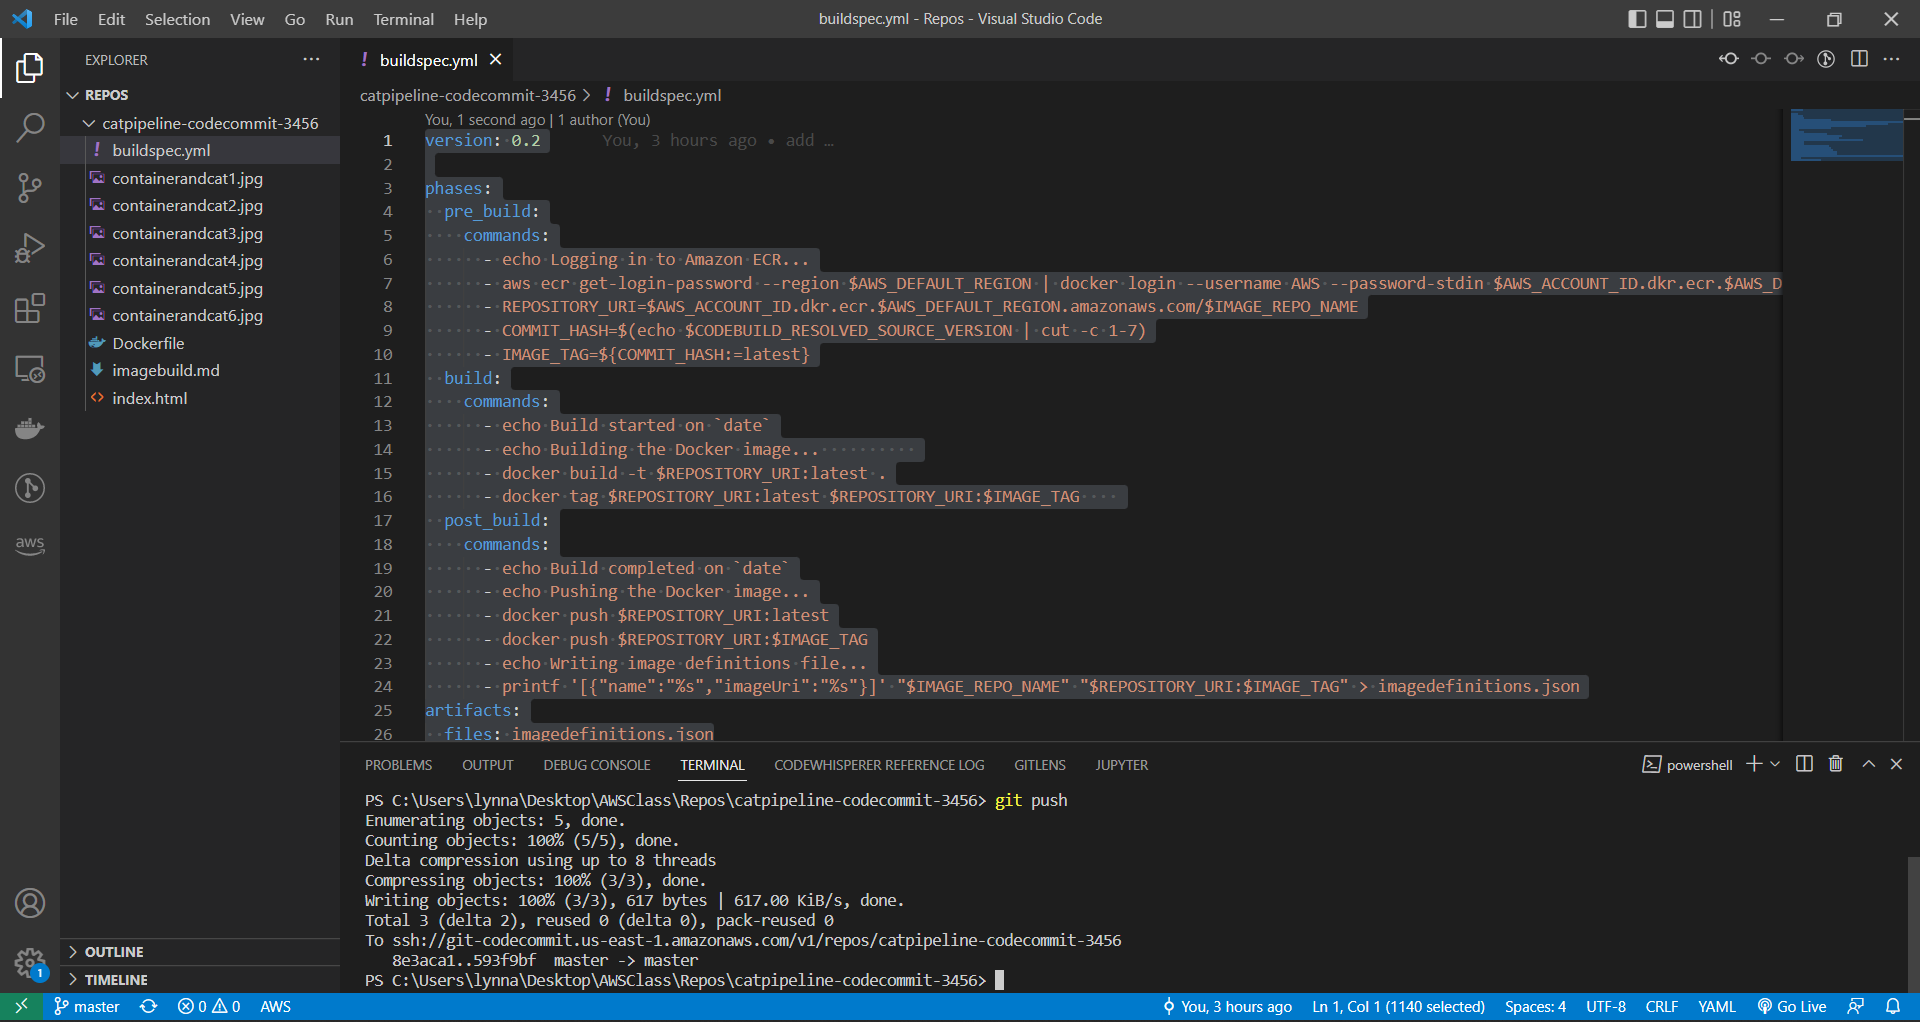 File Edit Selection View Go Run Terminal Help
buildspec.yml - Repos - Visual Studio Code
EXPLORER
REPOS
catpipeline-codecommit-3456
! buildspec.yml
containerandcat1.jpg
containerandcat2.jpg
containerandcat3.jpg
containerandcat4.jpg
containerandcat5.jpg
containerandcat6.jpg
Dockerfile
imagebuild.md
<> index.html
OUTLINE
TIMELINE
aws
1
! buildspec.yml
catpipeline-codecommit-3456 > ! buildspec.yml
You, 1 second ago | 1 author (You)
1 version: 0.2 You, 3 hours ago • add …
2
3 phases:
4   pre_build:
5     commands:
6       - echo Logging in to Amazon ECR...
7       - aws ecr get-login-password --region $AWS_DEFAULT_REGION | docker login --username AWS --password-stdin $AWS_ACCOUNT_ID.dkr.ecr.$AWS_D
8       - REPOSITORY_URI=$AWS_ACCOUNT_ID.dkr.ecr.$AWS_DEFAULT_REGION.amazonaws.com/$IMAGE_REPO_NAME
9       - COMMIT_HASH=$(echo $CODEBUILD_RESOLVED_SOURCE_VERSION | cut -c 1-7)
10       - IMAGE_TAG=${COMMIT_HASH:=latest}
11   build:
12     commands:
13       - echo Build started on `date`
14       - echo Building the Docker image...
15       - docker build -t $REPOSITORY_URI:latest .
16       - docker tag $REPOSITORY_URI:latest $REPOSITORY_URI:$IMAGE_TAG
17   post_build:
18     commands:
19       - echo Build completed on `date`
20       - echo Pushing the Docker image...
21       - docker push $REPOSITORY_URI:latest
22       - docker push $REPOSITORY_URI:$IMAGE_TAG
23       - echo Writing image definitions file...
24       - printf '[{"name":"%s","imageUri":"%s"}]' "$IMAGE_REPO_NAME" "$REPOSITORY_URI:$IMAGE_TAG" > imagedefinitions.json
25 artifacts:
26   files: imagedefinitions.json
PROBLEMS OUTPUT DEBUG CONSOLE TERMINAL CODEWHISPERER REFERENCE LOG GITLENS JUPYTER
powershell
PS C:\Users\lynna\Desktop\AWSClass\Repos\catpipeline-codecommit-3456> git push
Enumerating objects: 5, done.
Counting objects: 100% (5/5), done.
Delta compression using up to 8 threads
Compressing objects: 100% (3/3), done.
Writing objects: 100% (3/3), 617 bytes | 617.00 KiB/s, done.
Total 3 (delta 2), reused 0 (delta 0), pack-reused 0
To ssh://git-codecommit.us-east-1.amazonaws.com/v1/repos/catpipeline-codecommit-3456
   8e3aca1..593f9bf  master -> master
PS C:\Users\lynna\Desktop\AWSClass\Repos\catpipeline-codecommit-3456>
master 0 0 AWS You, 3 hours ago Ln 1, Col 1 (1140 selected) Spaces: 4 UTF-8 CRLF YAML Go Live